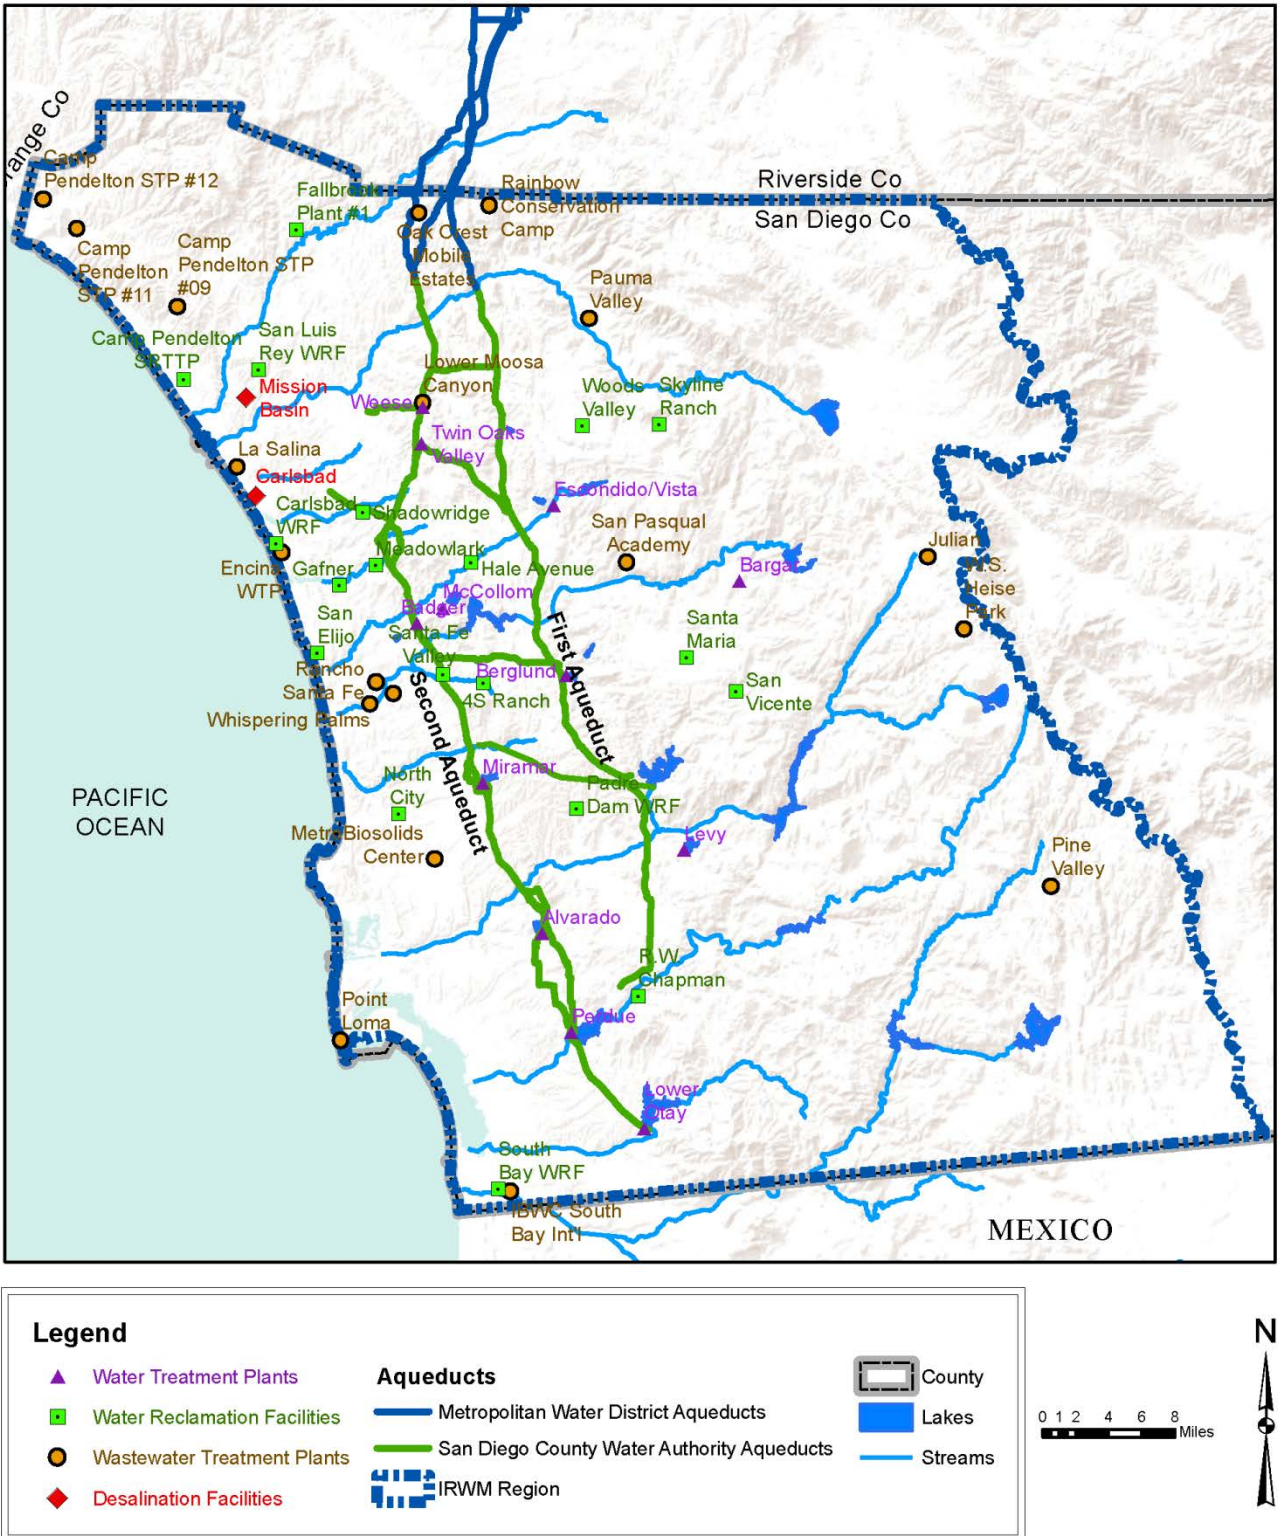 range Co
Camp
Pendelton STP #12
Camp
Pendelton
STP #11
Camp
Pendelton STP
#09
Fallbrook
Plant #1
Oak Crest
Mobile
Estates
Rainbow
Conservation
Camp
Riverside Co
San Diego Co
Pauma
Valley
Camp Pendelton
SRTTP
San Luis
Rey WRF
Mission
Basin
Lower Moosa
Canyon
Weese
Twin Oaks
Valley
Woods
Valley
Skyline
Ranch
La Salina
Carlsbad
Carlsbad
WRF
Shadowridge
Escondido/Vista
San Pasqual
Academy
Encina
WTP
Gafner
Meadowlark
Hale Avenue
McCollom
Badger
Bargar
Julian
W.S.
Heise
Park
San
Elijo
Santa Fe
Valley
First Aqueduct
Santa
Maria
Rancho
Santa Fe
Whispering Palms
Berglund
4S Ranch
San
Vicente
Second Aqueduct
Miramar
North
City
Padre
Dam WRF
PACIFIC
OCEAN
Metro Biosolids
Center
Levy
Pine
Valley
Alvarado
R.W.
Chapman
Point
Loma
Perdue
Lower
Otay
South
Bay WRF
IBWC South
Bay Int'l
MEXICO
Legend
Water Treatment Plants
Water Reclamation Facilities
Wastewater Treatment Plants
Desalination Facilities
Aqueducts
Metropolitan Water District Aqueducts
San Diego County Water Authority Aqueducts
IRWM Region
County
Lakes
Streams
0 1 2 4 6 8
Miles
N